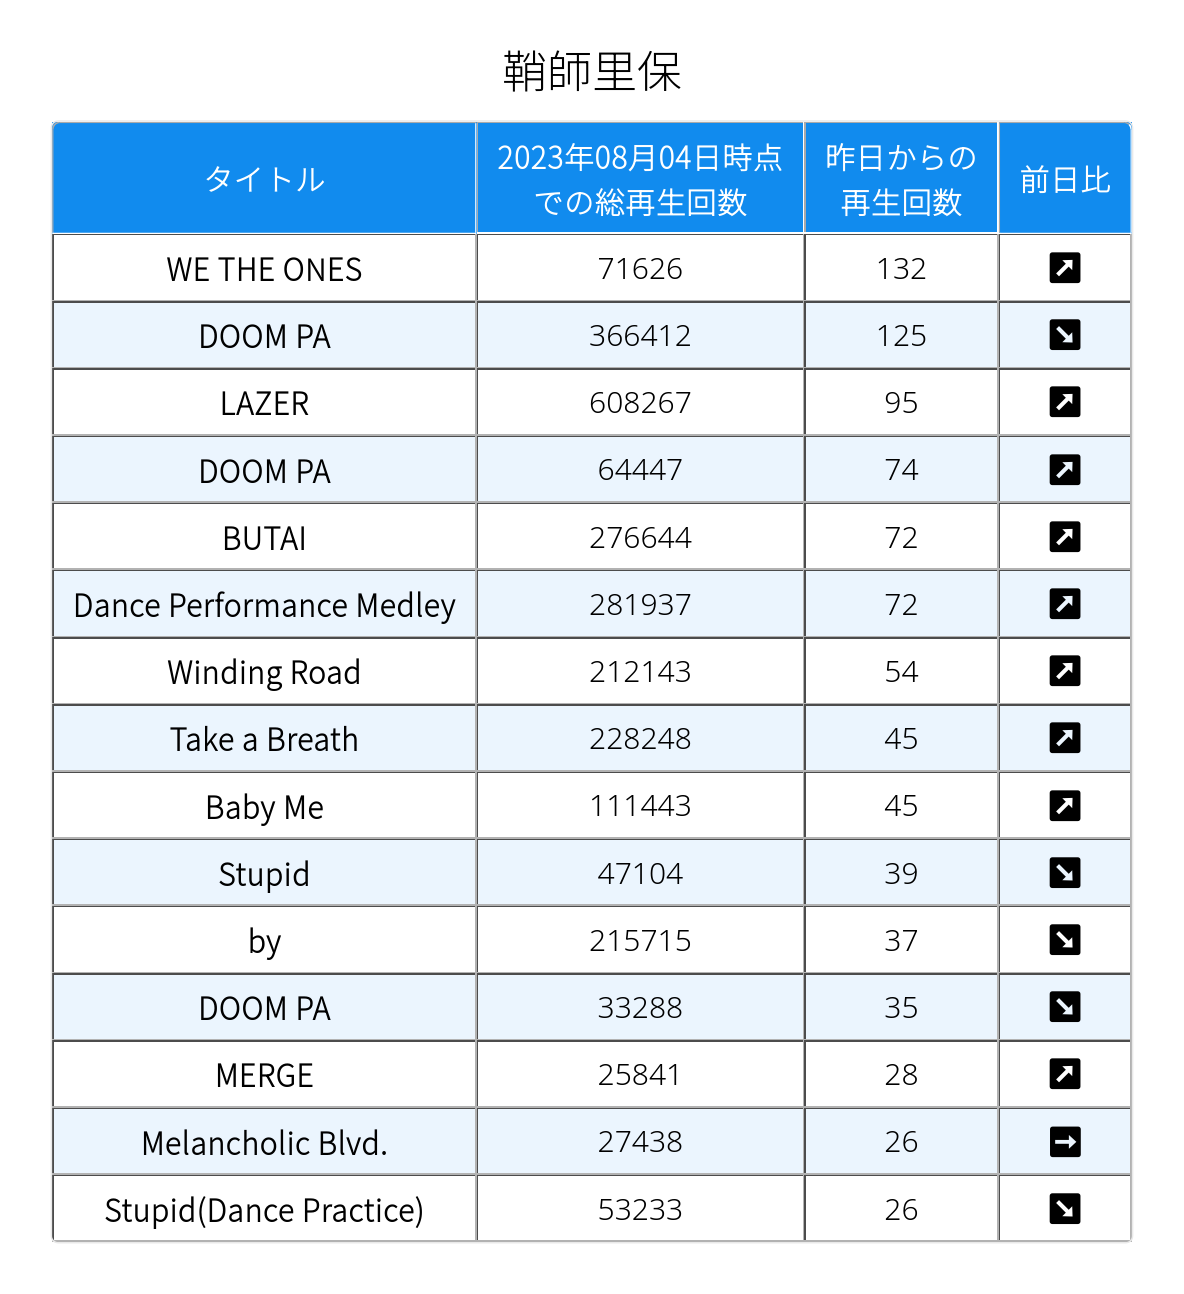 鞘師里保
タイトル
2023年08月04日時点
での総再生回数
昨日からの
再生回数
前日比
WE THE ONES 71626 132 ↗
DOOM PA 366412 125 ↘
LAZER 608267 95 ↗
DOOM PA 64447 74 ↗
BUTAI 276644 72 ↗
Dance Performance Medley 281937 72 ↗
Winding Road 212143 54 ↗
Take a Breath 228248 45 ↗
Baby Me 111443 45 ↗
Stupid 47104 39 ↘
by 215715 37 ↘
DOOM PA 33288 35 ↘
MERGE 25841 28 ↗
Melancholic Blvd. 27438 26 →
Stupid(Dance Practice) 53233 26 ↘